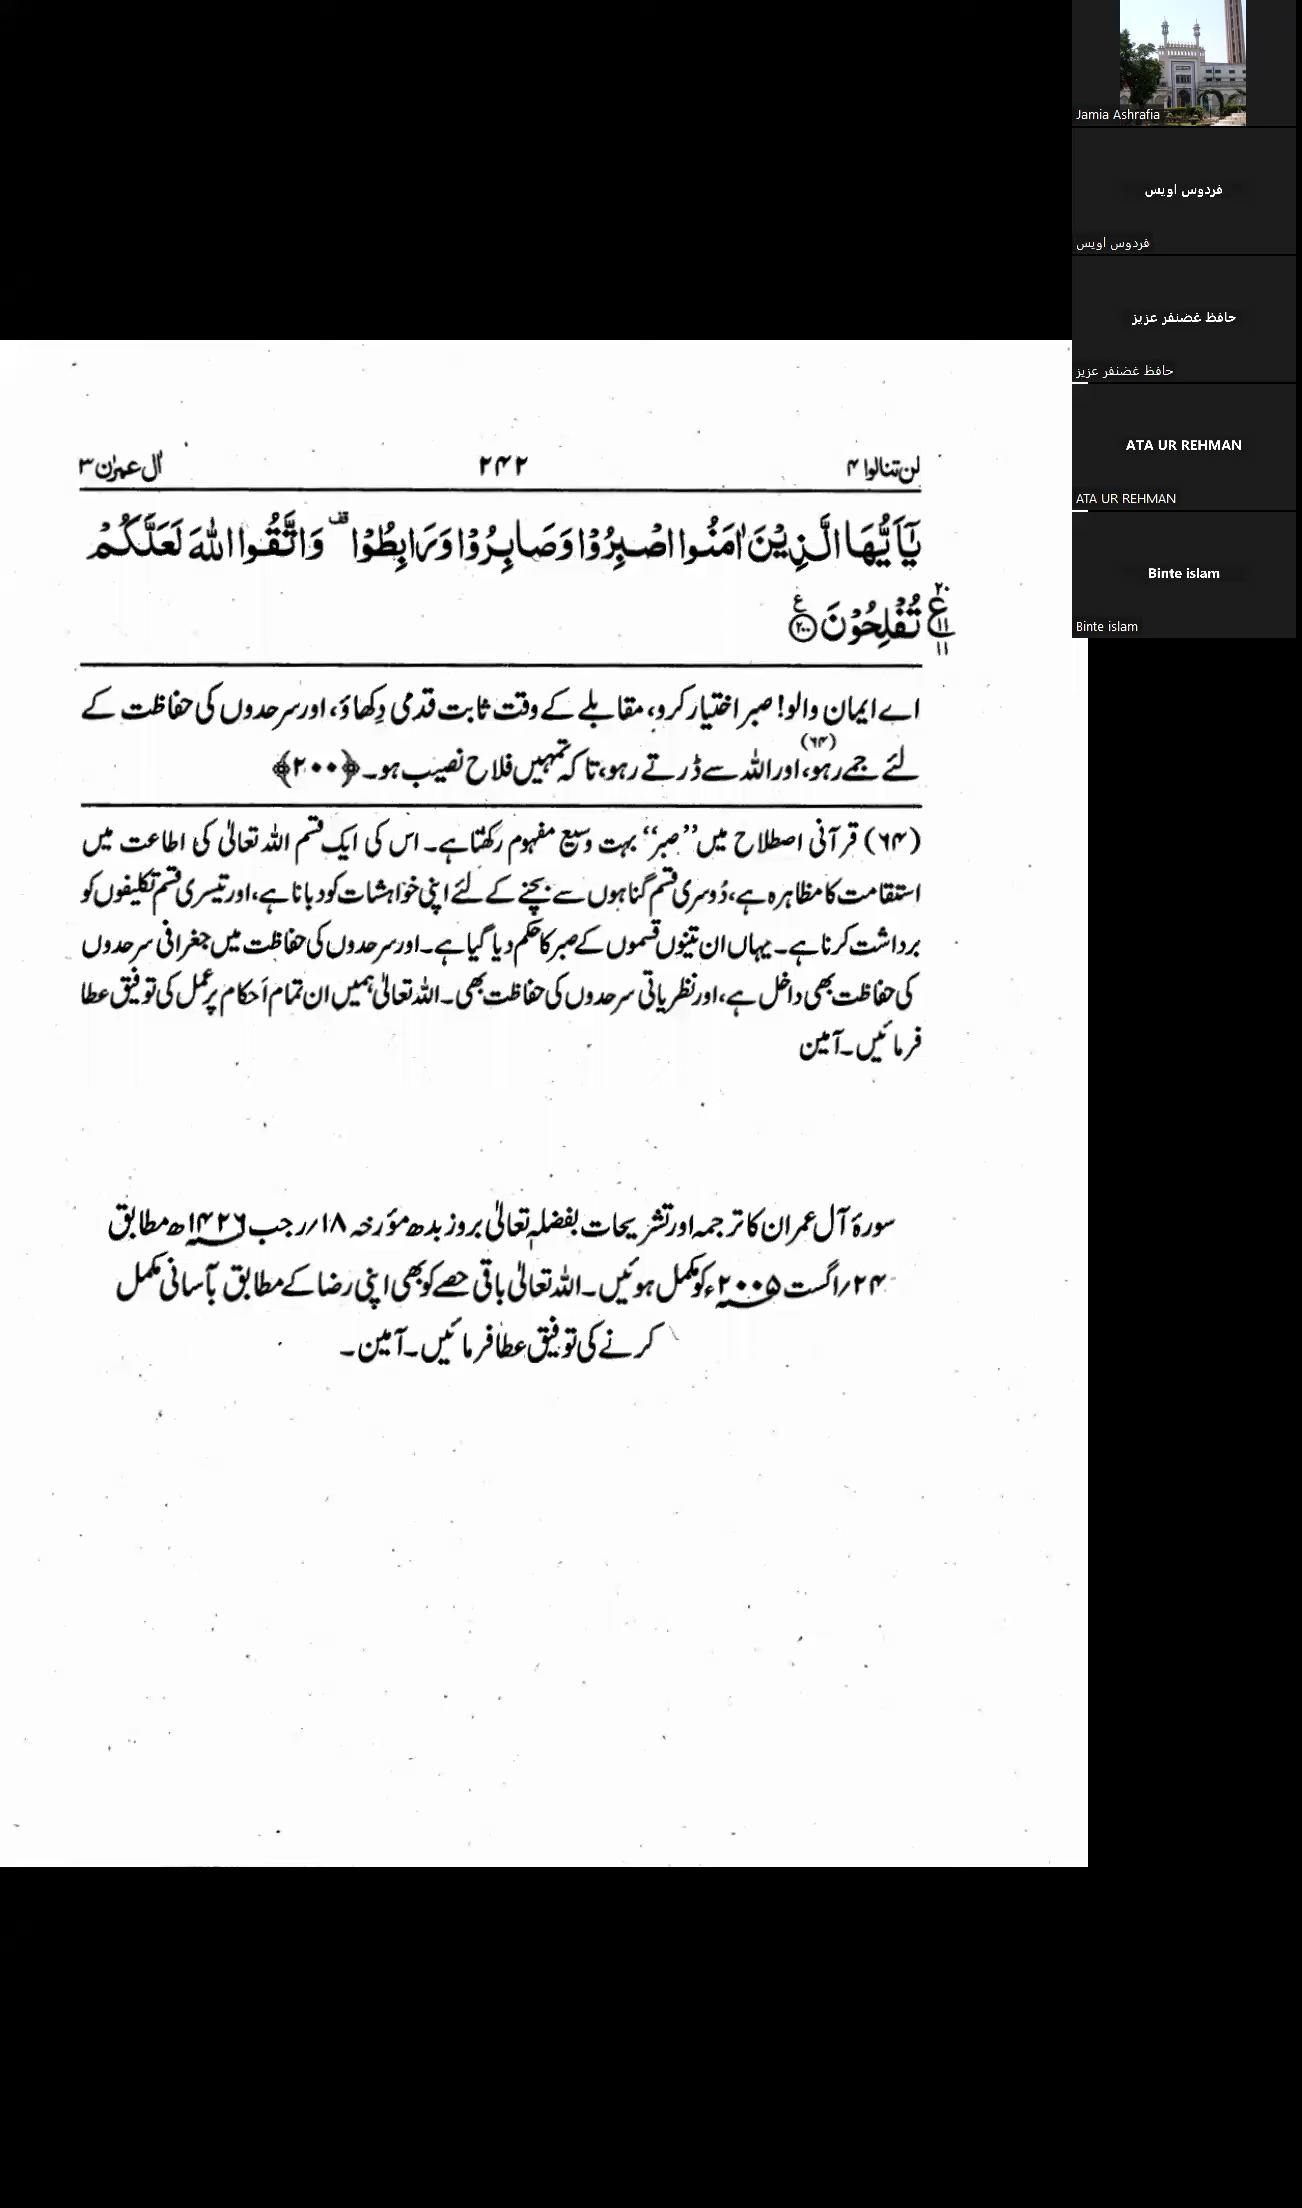 Jamia Ashrafia
فردوس اویس
فردوس اویس
حافظ غضنفر عزیز
حافظ غضنفر عزیز
ATA UR REHMAN
ATA UR REHMAN
Binte islam
Binte islam
لن تنالوا ۴ ۲۴۲ اٰل عمرٰن ۳
يٰٓاَيُّهَا الَّذِيْنَ اٰمَنُوا اصْبِرُوْا وَصَابِرُوْا وَرَابِطُوْا ۟ وَاتَّقُوا اللّٰهَ لَعَلَّكُمْ
تُفْلِحُوْنَ ۲۰۰ ع
۲۰
ع
۱۱
۱۱
اے ایمان والو! صبر اختیار کرو، مقابلے کے وقت ثابت قدمی دِکھاؤ، اور سرحدوں کی حفاظت کے
لئے جمے رہو، (۶۴) اور اللہ سے ڈرتے رہو، تاکہ تمہیں فلاح نصیب ہو۔ ﴿۲۰۰﴾
(۶۴) قرآنی اصطلاح میں ”صبر“ بہت وسیع مفہوم رکھتا ہے۔ اس کی ایک قسم اللہ تعالیٰ کی اطاعت میں
استقامت کا مظاہرہ ہے، دُوسری قسم گناہوں سے بچنے کے لئے اپنی خواہشات کو دبانا ہے، اور تیسری قسم تکلیفوں کو
برداشت کرنا ہے۔ یہاں ان تینوں قسموں کے صبر کا حکم دیا گیا ہے۔ اور سرحدوں کی حفاظت میں جغرافی سرحدوں
کی حفاظت بھی داخل ہے، اور نظریاتی سرحدوں کی حفاظت بھی۔ اللہ تعالیٰ ہمیں ان تمام اَحکام پر عمل کی توفیق عطا
فرمائیں۔ آمین
سورۂ آل عمران کا ترجمہ اور تشریحات بفضلہٖ تعالیٰ بروز بدھ مؤرخہ ۱۸/رجب ۱۴۲۶ھ مطابق
۲۴/اگست ۲۰۰۵ء کو مکمل ہوئیں۔ اللہ تعالیٰ باقی حصے کو بھی اپنی رضا کے مطابق بآسانی مکمل
کرنے کی توفیق عطا فرمائیں۔ آمین۔